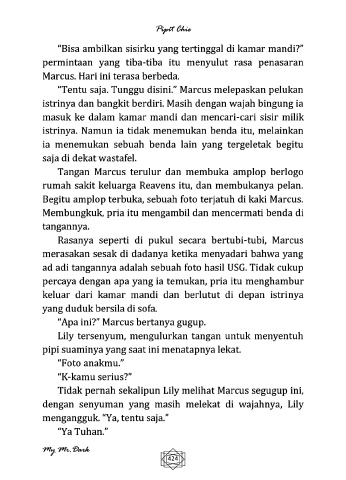 Pipit Chie
"Bisa ambilkan sisirku yang tertinggal di kamar mandi?"
permintaan yang tiba-tiba itu menyulut rasa penasaran
Marcus. Hari ini terasa berbeda.
"Tentu saja. Tunggu disini." Marcus melepaskan pelukan
istrinya dan bangkit berdiri. Masih dengan wajah bingung ia
masuk ke dalam kamar mandi dan mencari-cari sisir milik
istrinya. Namun ia tidak menemukan benda itu, melainkan
ia menemukan sebuah benda lain yang tergeletak begitu
saja di dekat wastafel.
Tangan Marcus terulur dan membuka amplop berlogo
rumah sakit keluarga Reavens itu, dan membukanya pelan.
Begitu amplop terbuka, sebuah foto terjatuh di kaki Marcus.
Membungkuk, pria itu mengambil dan mencermati benda di
tangannya.
Rasanya seperti di pukul secara bertubi-tubi, Marcus
merasakan sesak di dadanya ketika menyadari bahwa yang
ad adi tangannya adalah sebuah foto hasil USG. Tidak cukup
percaya dengan apa yang ia temukan, pria itu menghambur
keluar dari kamar mandi dan berlutut di depan istrinya
yang duduk bersila di sofa.
"Apa ini?" Marcus bertanya gugup.
Lily tersenyum, mengulurkan tangan untuk menyentuh
pipi suaminya yang saat ini menatapnya lekat.
"Foto anakmu."
"K-kamu serius?"
Tidak pernah sekalipun Lily melihat Marcus segugup ini,
dengan senyuman yang masih melekat di wajahnya, Lily
mengangguk. "Ya, tentu saja."
"Ya Tuhan."
My Mr.Dark
424